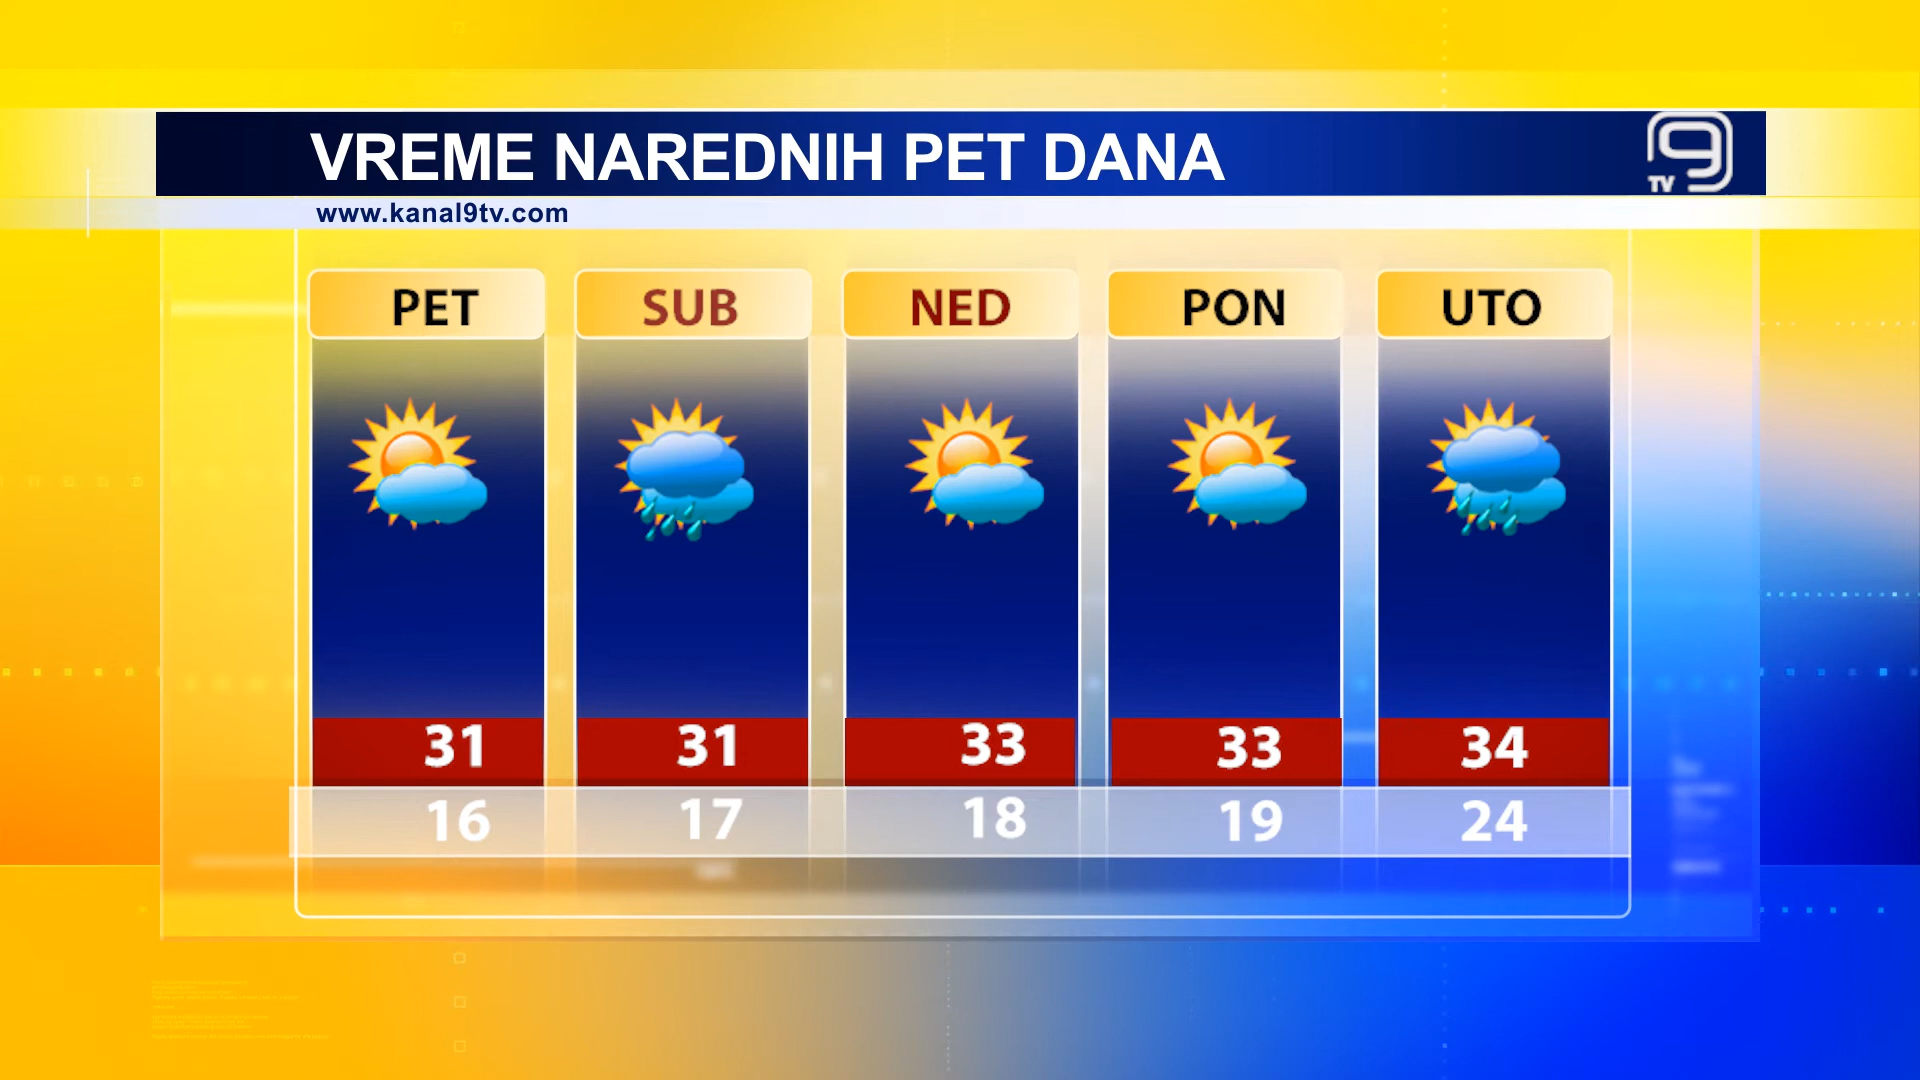 VREME NAREDNIH PET DANA
9
TV
www.kanal9tv.com
PET SUB NED PON UTO
31 31 33 33 34
16 17 18 19 24